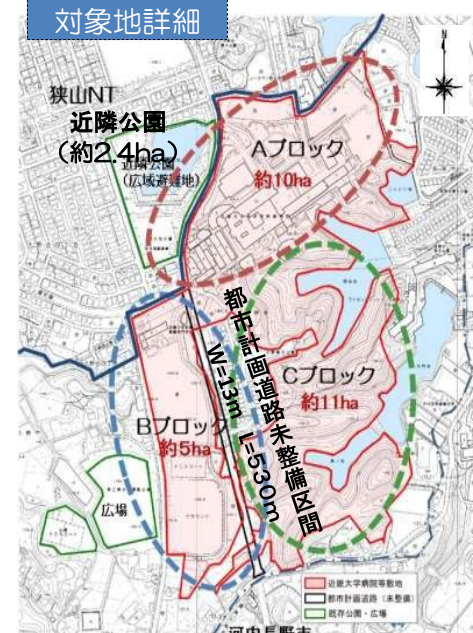 対象地詳細
N
狭山NT
近隣公園
(約2.4ha)
近隣公園
(広域避難地)
Aブロック
約10ha
都市計画道路未整備区間
W=13m L=530m
Cブロック
約11ha
Bブロック
約5ha
広場
近畿大学病院等敷地
都市計画道路(未整備)
既存公園・広場
河内長野市